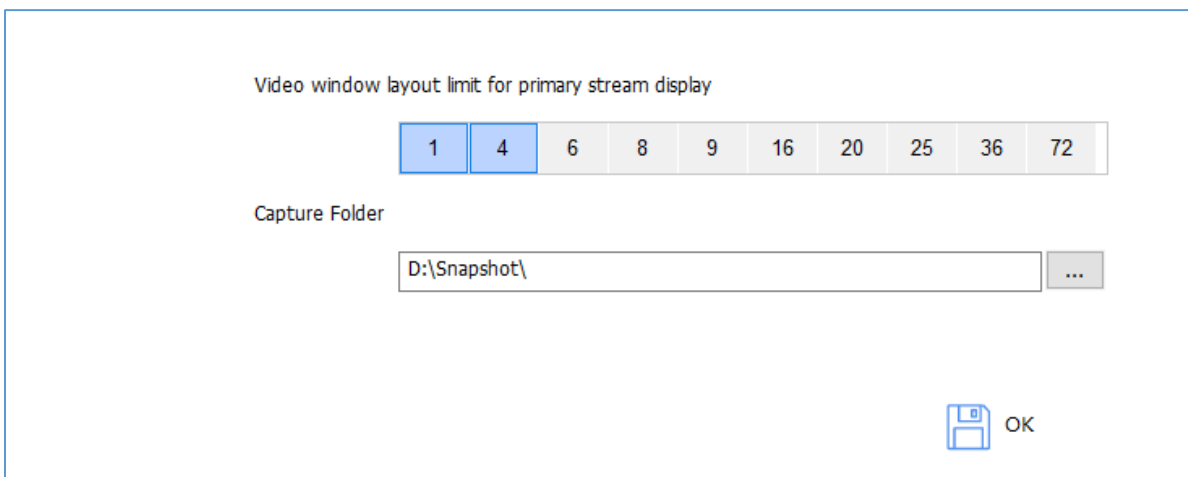 Video window layout limit for primary stream display
1 4 6 8 9 16 20 25 36 72
Capture Folder
D:\Snapshot\ ...
OK